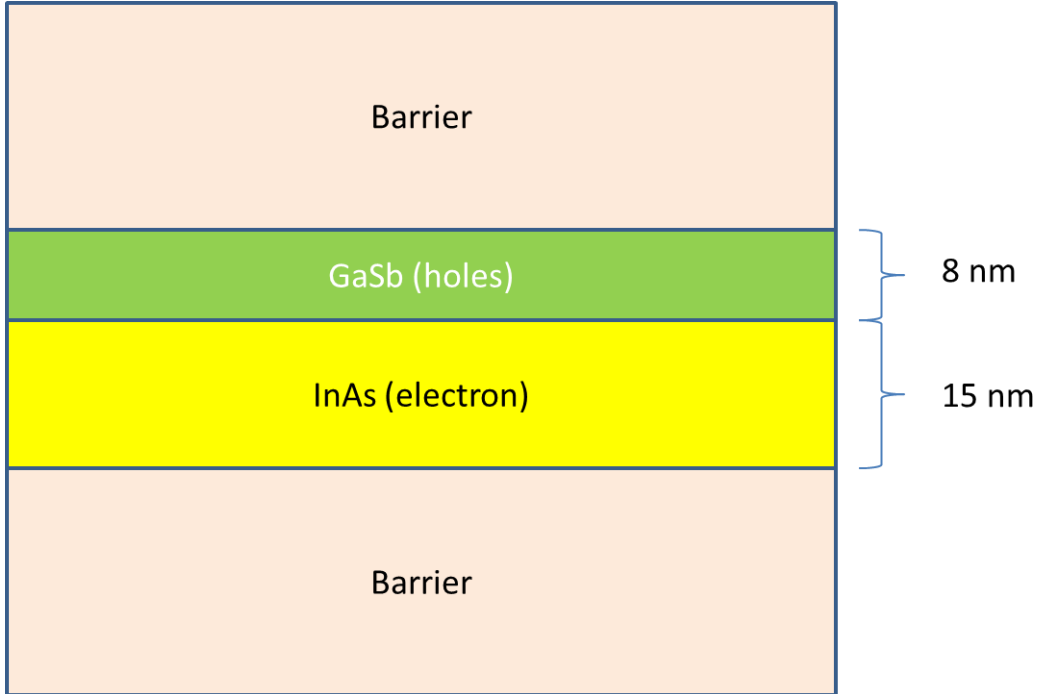 Barrier
GaSb (holes)
8 nm
InAs (electron)
15 nm
Barrier